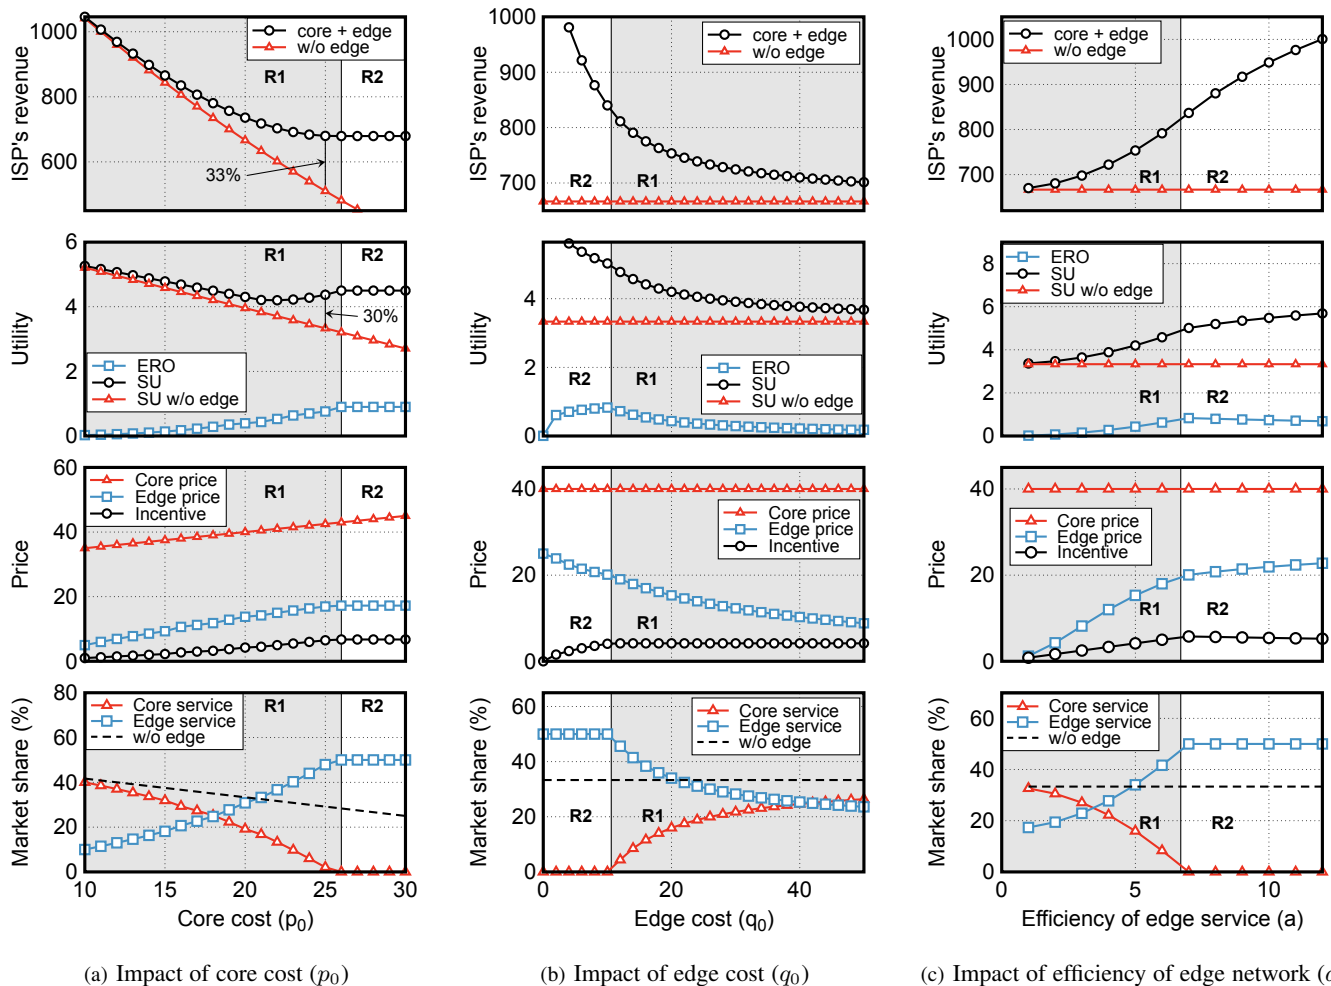 1000
800
600
ISP's revenue
core + edge
w/o edge
R1
R2
33%
6
4
2
0
Utility
R1
R2
30%
ERO
SU
SU w/o edge
60
40
20
0
Price
Core price
Edge price
Incentive
R1
R2
80
60
40
20
0
Market share (%)
Core service
Edge service
w/o edge
R1
R2
10
15
20
25
30
Core cost (p0)
(a) Impact of core cost (p0)
1000
900
800
700
ISP's revenue
core + edge
w/o edge
R2
R1
4
2
0
Utility
R2
R1
ERO
SU
SU w/o edge
40
20
0
Price
Core price
Edge price
Incentive
R2
R1
60
40
20
0
Market share (%)
Core service
Edge service
w/o edge
R2
R1
0
20
40
Edge cost (q0)
(b) Impact of edge cost (q0)
1000
900
800
700
ISP's revenue
core + edge
w/o edge
R1
R2
8
6
4
2
0
Utility
ERO
SU
SU w/o edge
R1
R2
40
20
0
Price
Core price
Edge price
Incentive
R1
R2
60
40
20
0
Market share (%)
Core service
Edge service
w/o edge
R1
R2
0
5
10
Efficiency of edge service (a)
(c) Impact of efficiency of edge network (